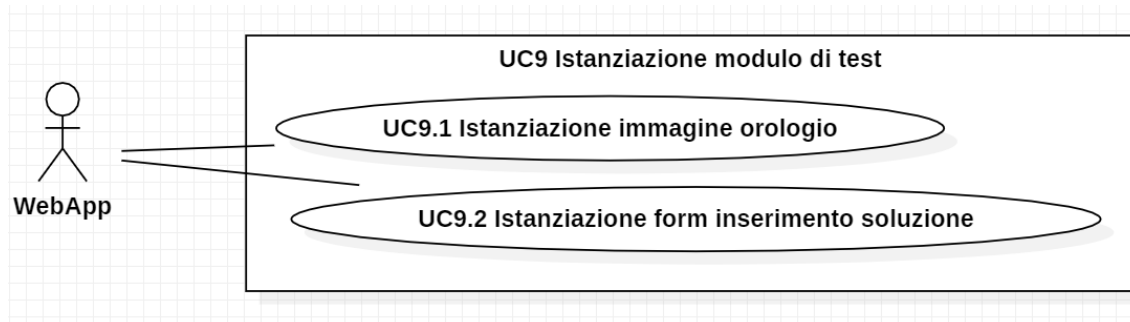 UC9 Istanziazione modulo di test
UC9.1 Istanziazione immagine orologio
WebApp
UC9.2 Istanziazione form inserimento soluzione